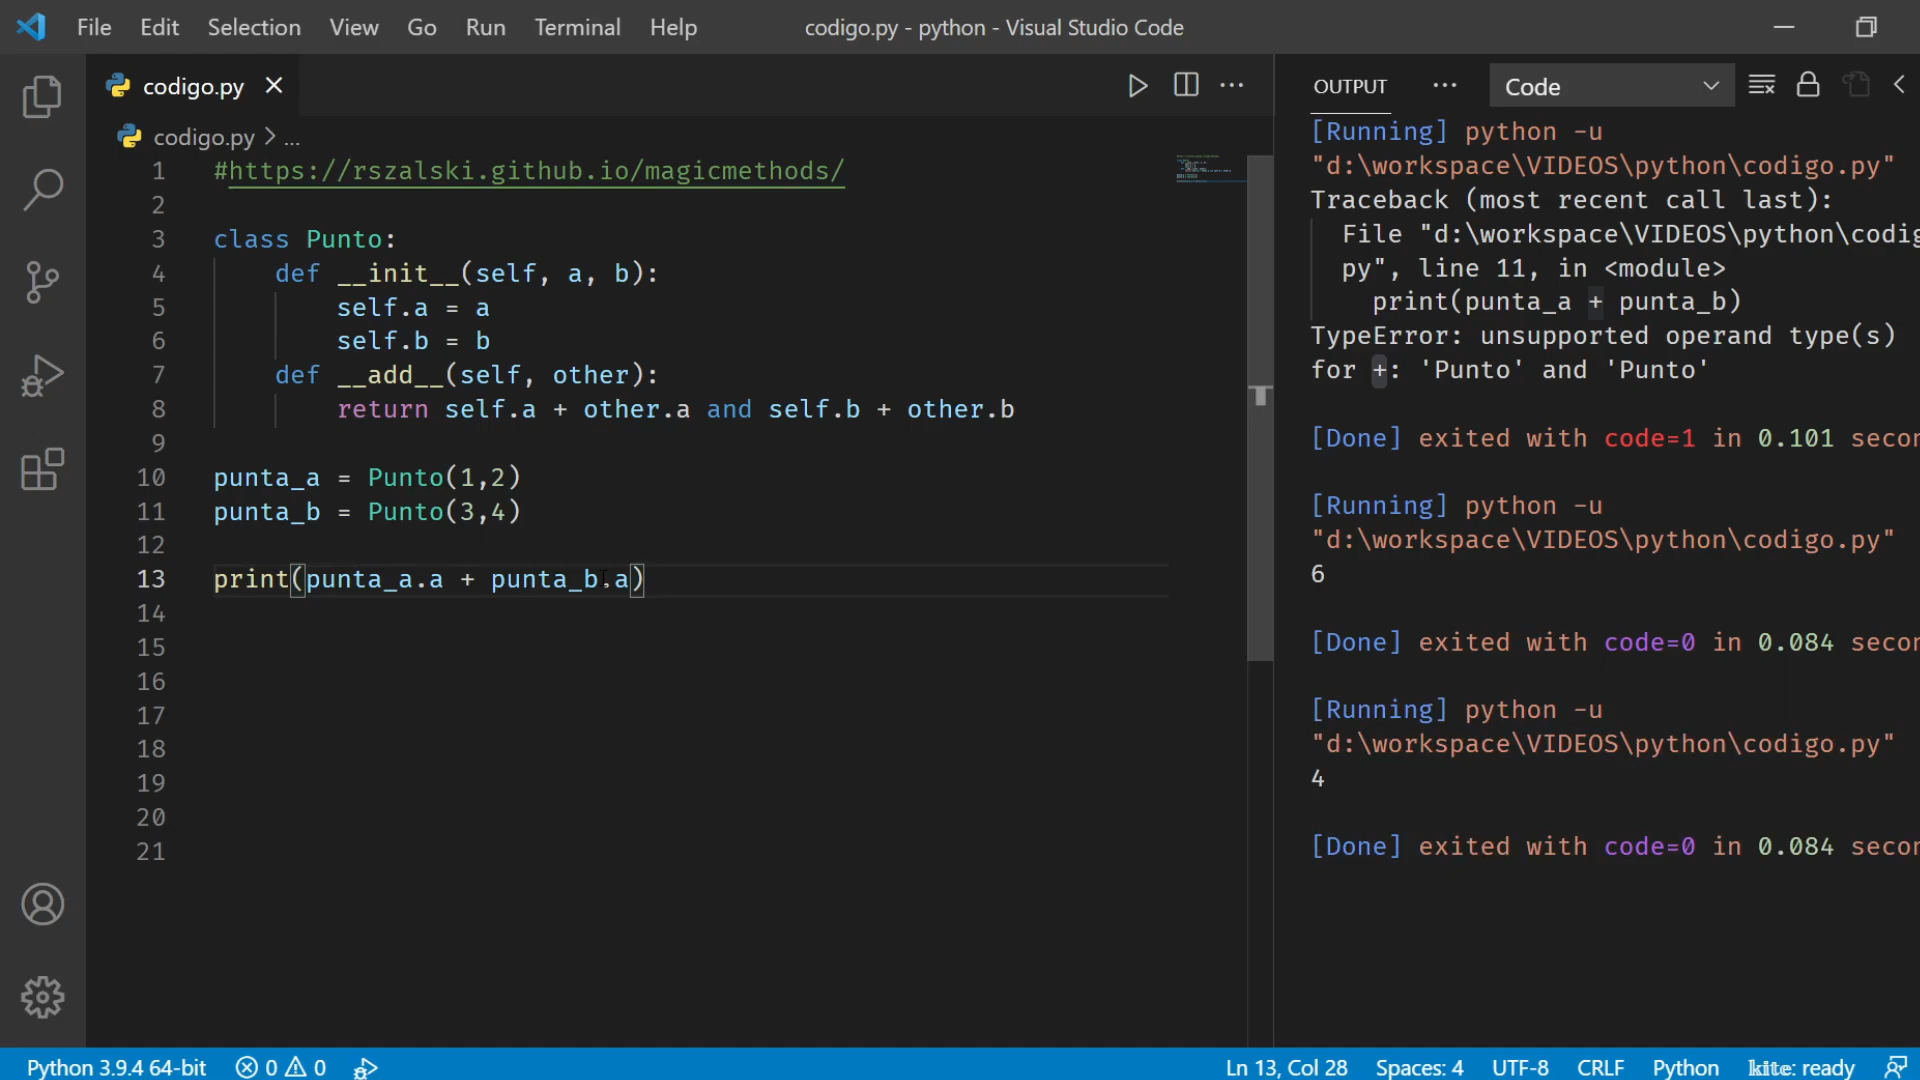 File Edit Selection View Go Run Terminal Help codigo.py - python - Visual Studio Code
codigo.py
codigo.py > ...
1 #https://rszalski.github.io/magicmethods/
2
3 class Punto:
4 def __init__(self, a, b):
5 self.a = a
6 self.b = b
7 def __add__(self, other):
8 return self.a + other.a and self.b + other.b
9
10 punta_a = Punto(1,2)
11 punta_b = Punto(3,4)
12
13 print(punta_a.a + punta_b.a)
14
15
16
17
18
19
20
21
OUTPUT ... Code
[Running] python -u
"d:\workspace\VIDEOS\python\codigo.py"
Traceback (most recent call last):
File "d:\workspace\VIDEOS\python\codig
py", line 11, in <module>
print(punta_a + punta_b)
TypeError: unsupported operand type(s)
for +: 'Punto' and 'Punto'
[Done] exited with code=1 in 0.101 secon
[Running] python -u
"d:\workspace\VIDEOS\python\codigo.py"
6
[Done] exited with code=0 in 0.084 secon
[Running] python -u
"d:\workspace\VIDEOS\python\codigo.py"
4
[Done] exited with code=0 in 0.084 secon
Python 3.9.4 64-bit 0 0 Ln 13, Col 28 Spaces: 4 UTF-8 CRLF Python kite: ready